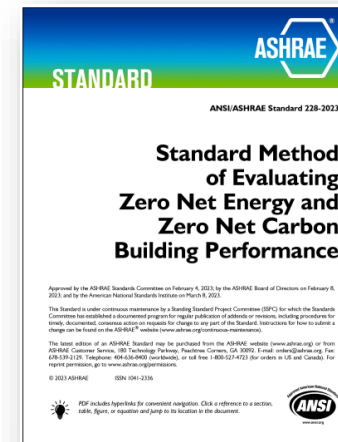 ASHRAE®
STANDARD
ANSI/ASHRAE Standard 228-2023
Standard Method
of Evaluating
Zero Net Energy and
Zero Net Carbon
Building Performance
Approved by the ASHRAE Standards Committee on February 4, 2023; by the ASHRAE Board of Directors on February 8,
2023; and by the American National Standards Institute on March 8, 2023.
This Standard is under continuous maintenance by a Standing Standard Project Committee (SSPC) for which the Standards
Committee has established a documented program for regular publication of addenda or revisions, including procedures for
timely, documented, consensus action on requests for change to any part of the Standard. Instructions for how to submit a
change can be found on the ASHRAE® website (www.ashrae.org/continuous-maintenance).
The latest edition of an ASHRAE Standard may be purchased from the ASHRAE website (www.ashrae.org) or from
ASHRAE Customer Service, 180 Technology Parkway, Peachtree Corners, GA 30092. E-mail: orders@ashrae.org. Fax:
678-539-2129. Telephone: 404-636-8400 (worldwide), or toll free 1-800-527-4723 (for orders in US and Canada). For
reprint permission, go to www.ashrae.org/permissions.
© 2023 ASHRAE ISSN 1041-2336
PDF includes hyperlinks for convenient navigation. Click a reference to a section,
table, figure, or equation and jump to its location in the document.
ANSI
www.ansi.org